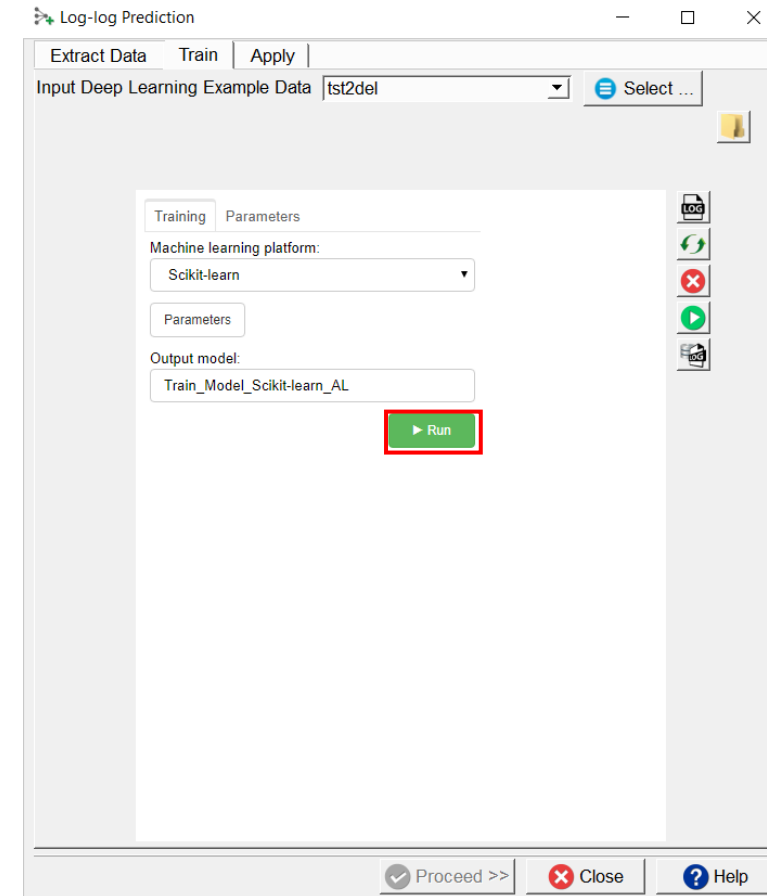 Log-log Prediction
Extract Data Train Apply
Input Deep Learning Example Data tst2del Select ...
LOG
Training Parameters
Machine learning platform:
Scikit-learn
Parameters
Output model:
LOG
Train_Model_Scikit-learn_AL
Run
Proceed >> Close Help